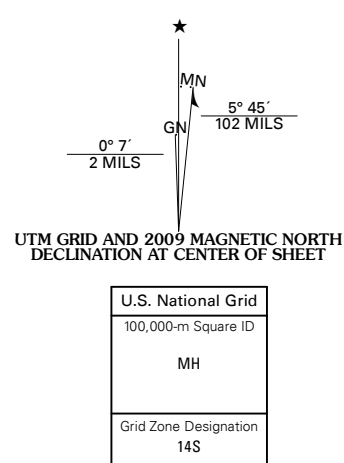 ★
MN
GN
5° 45´
102 MILS
0° 7´
2 MILS
UTM GRID AND 2009 MAGNETIC NORTH
DECLINATION AT CENTER OF SHEET
U.S. National Grid
100,000-m Square ID
MH
Grid Zone Designation
14S